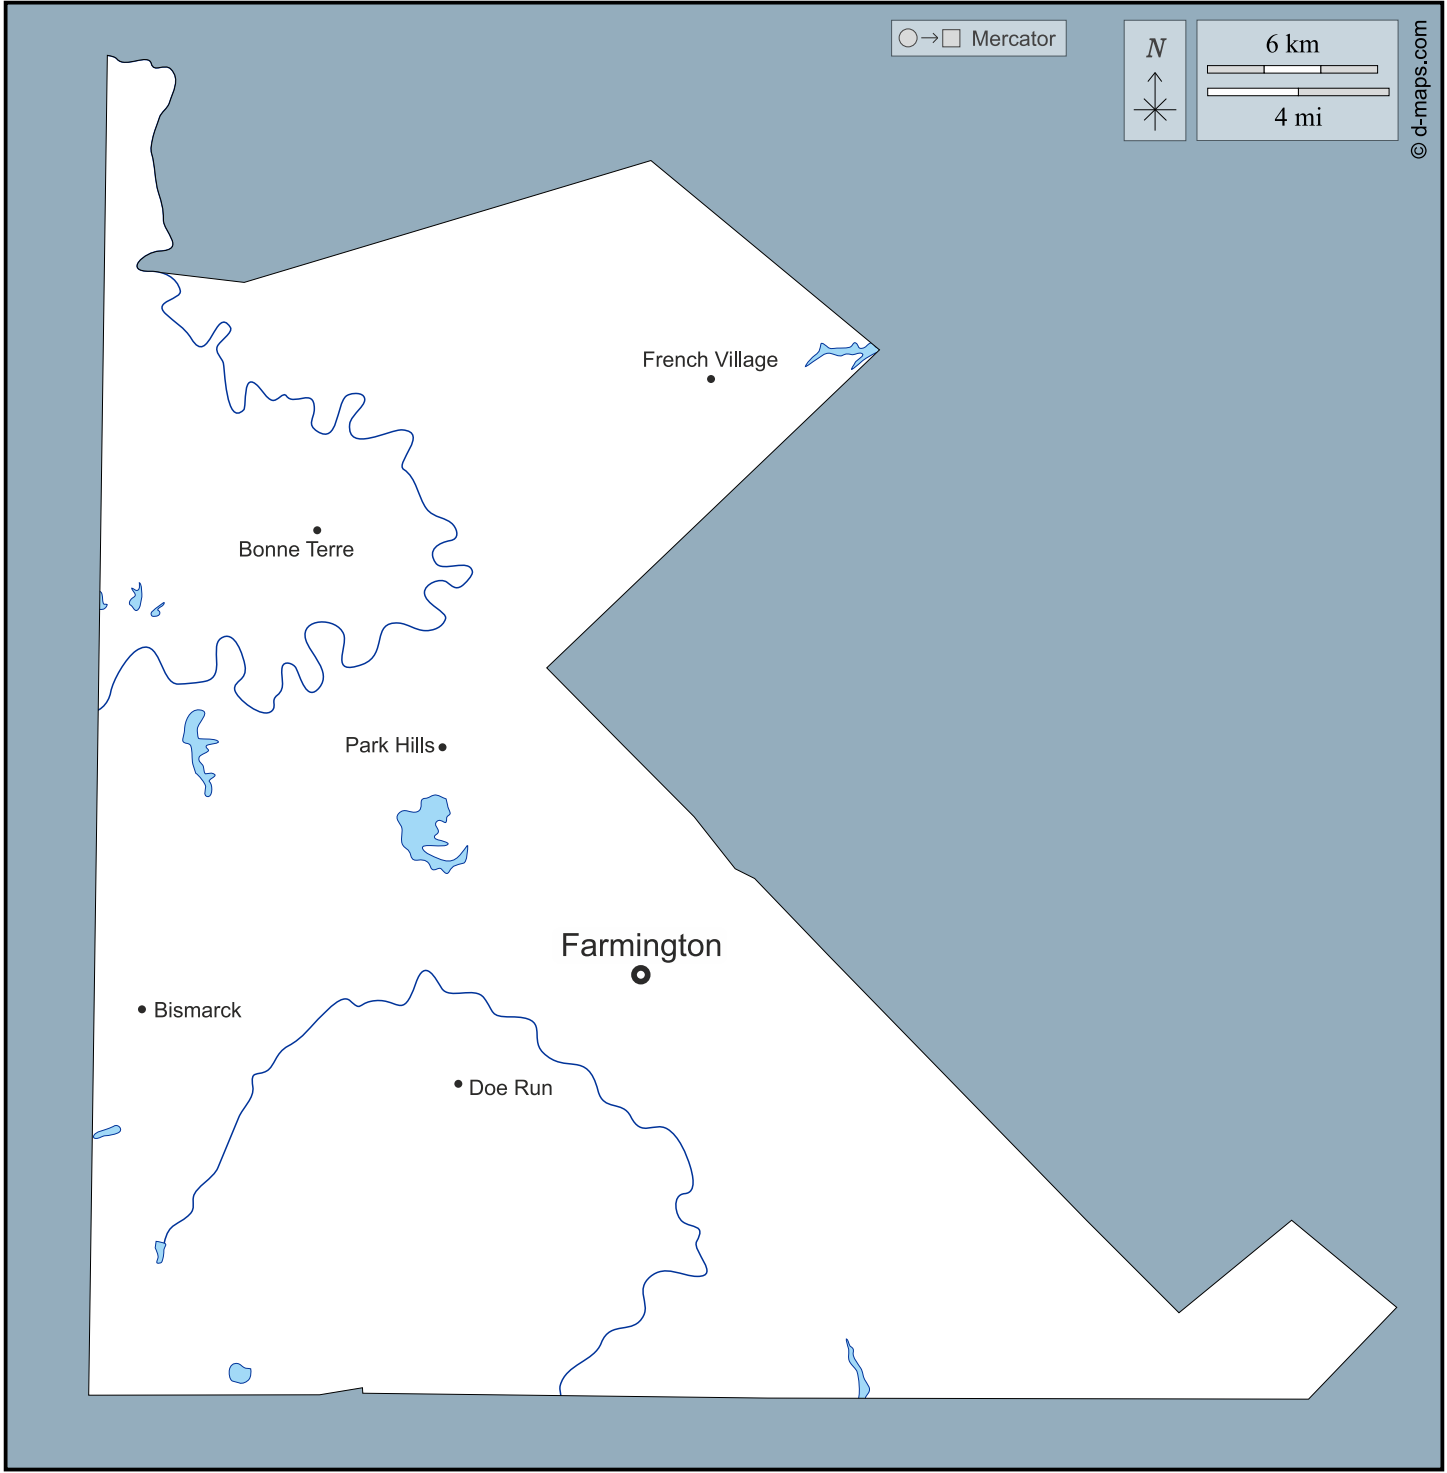 Mercator
N
6 km
4 mi
© d-maps.com
French Village
Bonne Terre
Park Hills
Farmington
Bismarck
Doe Run